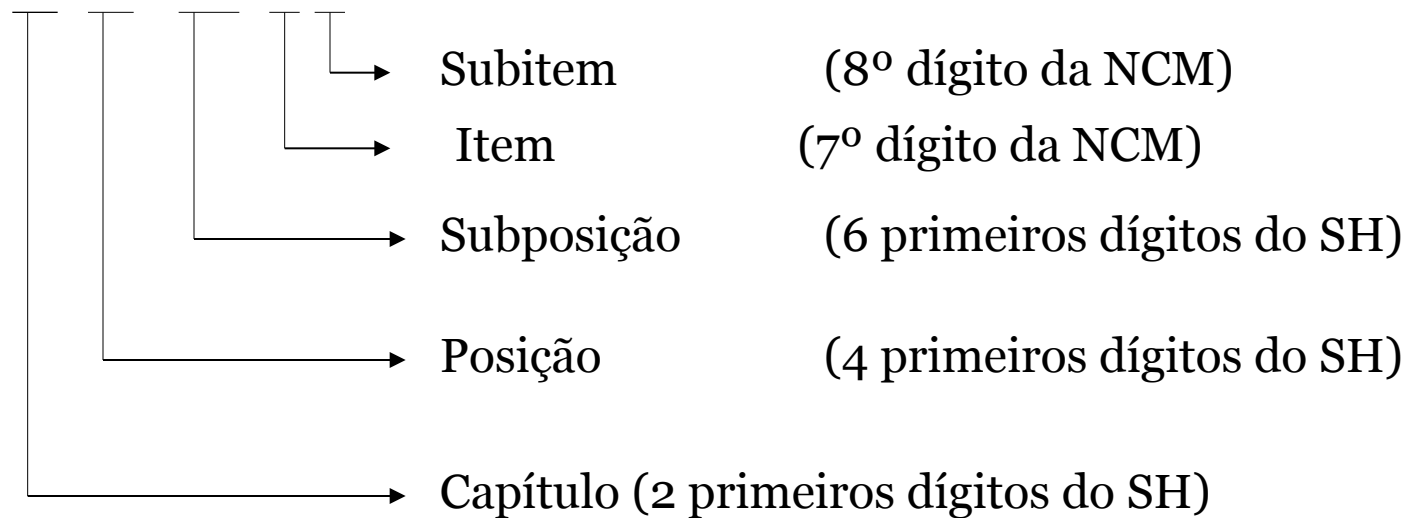 Subitem (8º dígito da NCM)
Item (7º dígito da NCM)
Subposição (6 primeiros dígitos do SH)
Posição (4 primeiros dígitos do SH)
Capítulo (2 primeiros dígitos do SH)